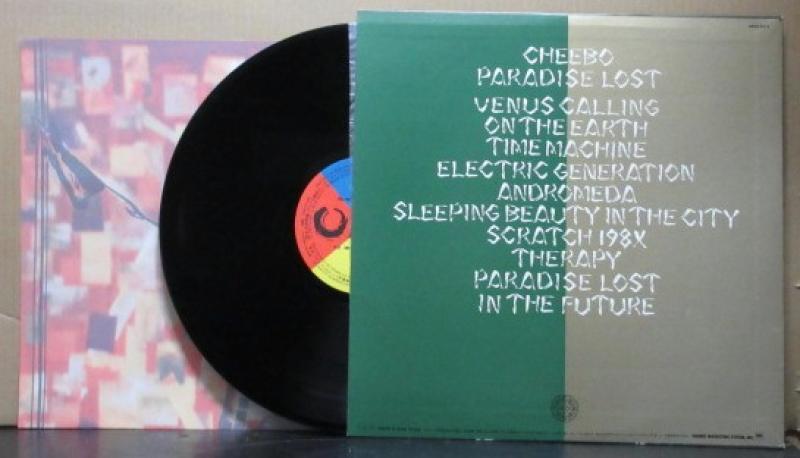 CHEEBO
PARADISE LOST
VENUS CALLING
ON THE EARTH
TIME MACHINE
ELECTRIC GENERATION
ANDROMEDA
SLEEPING BEAUTY IN THE CITY
SCRATCH 198X
THERAPY
PARADISE LOST
IN THE FUTURE